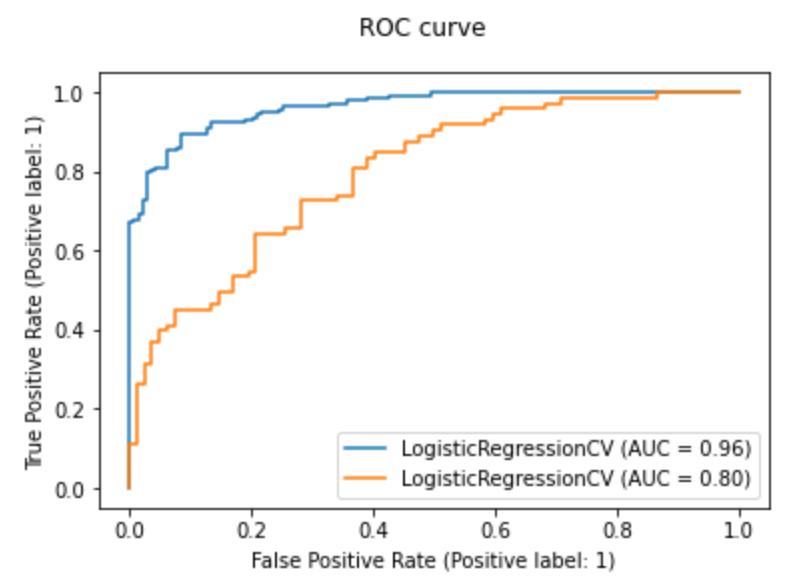 ROC curve
True Positive Rate (Positive label: 1)
1.0
0.8
0.6
0.4
0.2
0.0
LogisticRegressionCV (AUC = 0.96)
LogisticRegressionCV (AUC = 0.80)
0.0 0.2 0.4 0.6 0.8 1.0
False Positive Rate (Positive label: 1)